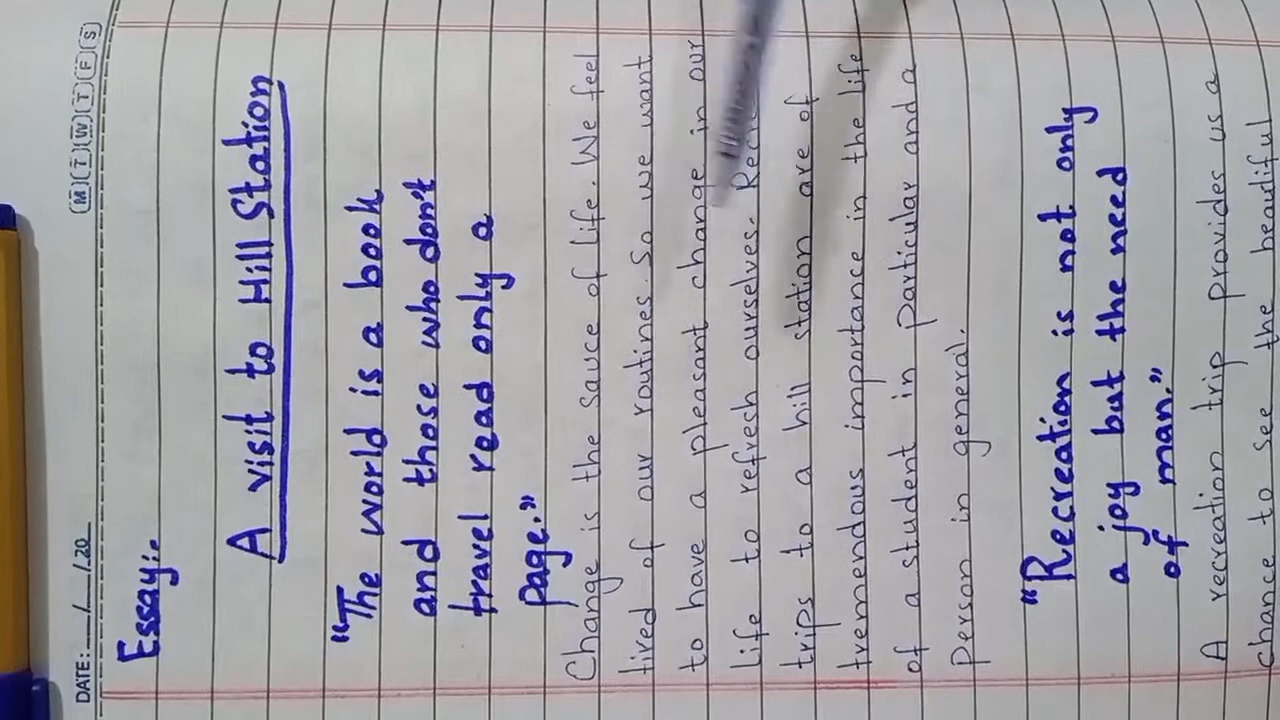 DATE: __/__/20__
M T W T F S
Essay:-
A visit to Hill Station
"The world is a book
and those who don't
travel read only a
page."
Change is the sauce of life. We feel
tired of our routines. So we want
to have a pleasant change in our
life to refresh ourselves.
trips to a hill station are of
tremendous importance in the life
of a student in particular and a
person in general.
"Recreation is not only
a joy but the need
of man."
A recreation trip provides us a
chance to see the beautiful